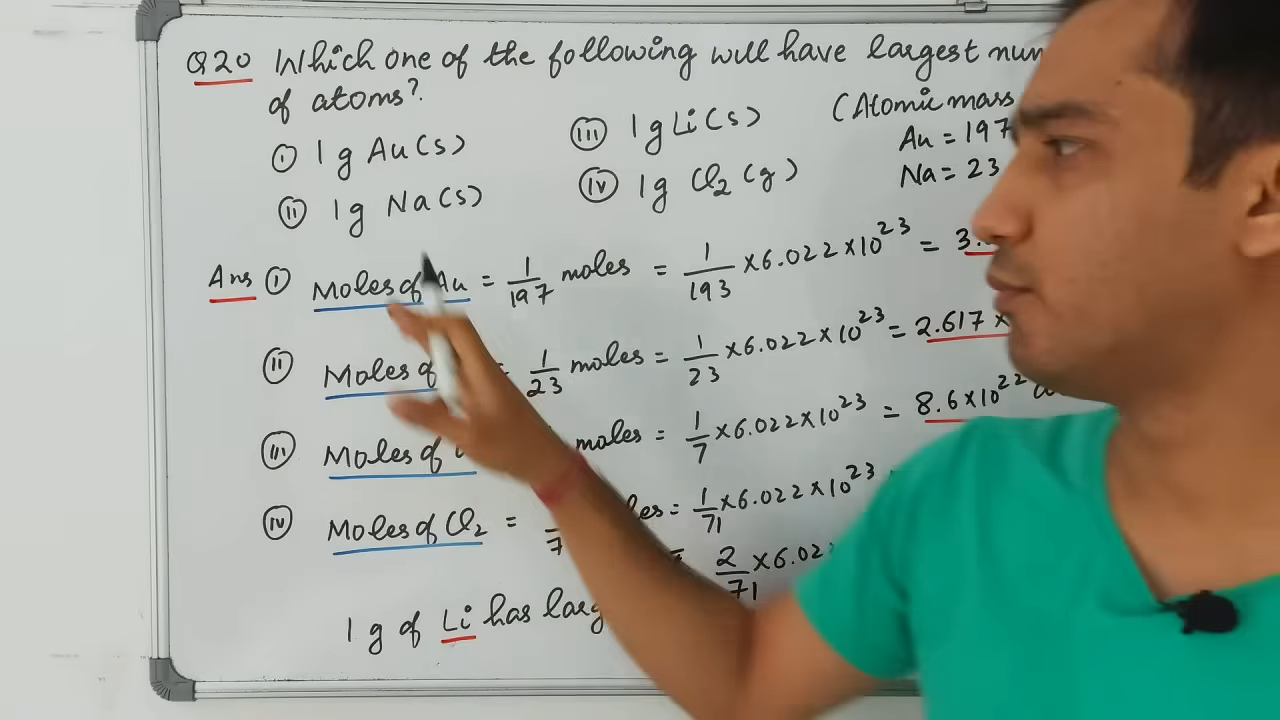 Q20 Which one of the following will have largest num
of atoms?
(i) 1 g Au(s)
(iii) 1 g Li(s)
(Atomic mass
Au = 197
(ii) 1 g Na(s)
(iv) 1 g Cl2 (g)
Na = 23
Ans (i) Moles of Au = 1/197 moles = 1/193 × 6.022 × 10^23 = 3.
(ii) Moles of = 1/23 moles = 1/23 × 6.022 × 10^23 = 2.617 ×
(iii) Moles of moles = 1/7 × 6.022 × 10^23 = 8.6 × 10^22
(iv) Moles of Cl2 = = 1/71 × 6.022 × 10^23
= 2/71 × 6.02
1 g of Li has larg